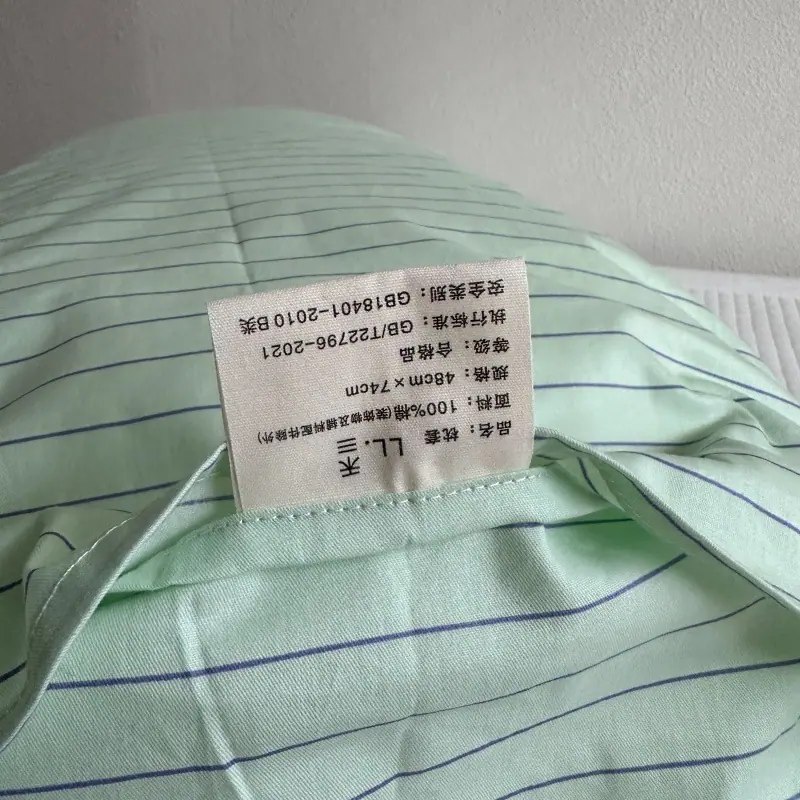 品名：枕套
面料：100%棉(装饰物及辅料配件除外)
规格：48cm×74cm
等级：合格品
执行标准：GB/T22796-2021
安全类别：GB18401-2010 B类